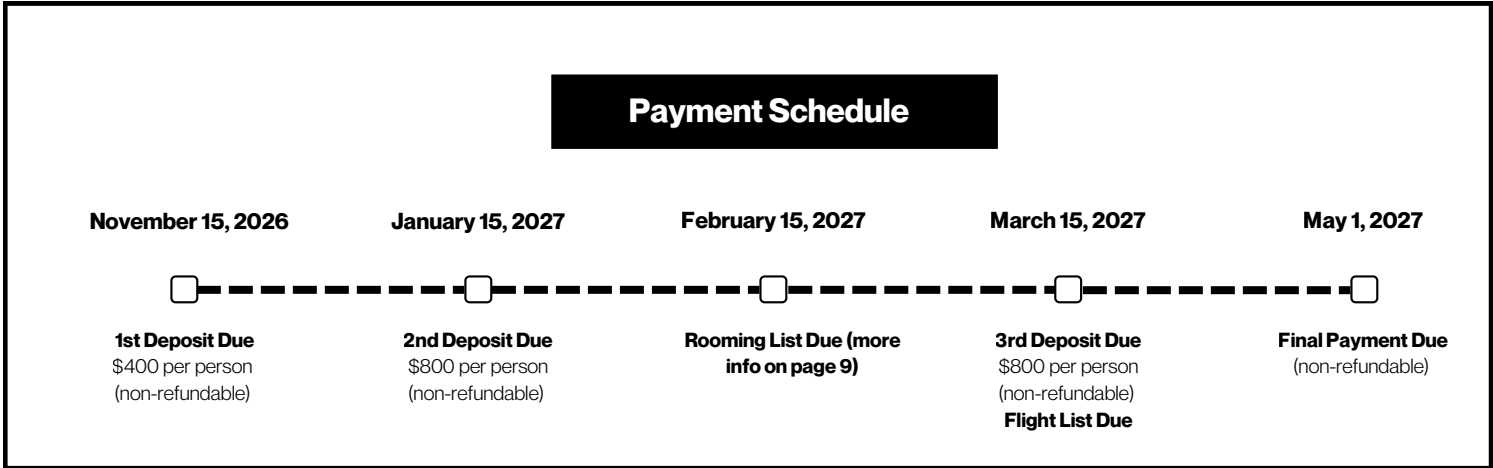 Payment Schedule
November 15, 2026
January 15, 2027
February 15, 2027
March 15, 2027
May 1, 2027
1st Deposit Due
$400 per person
(non-refundable)
2nd Deposit Due
$800 per person
(non-refundable)
Rooming List Due (more
info on page 9)
3rd Deposit Due
$800 per person
(non-refundable)
Flight List Due
Final Payment Due
(non-refundable)